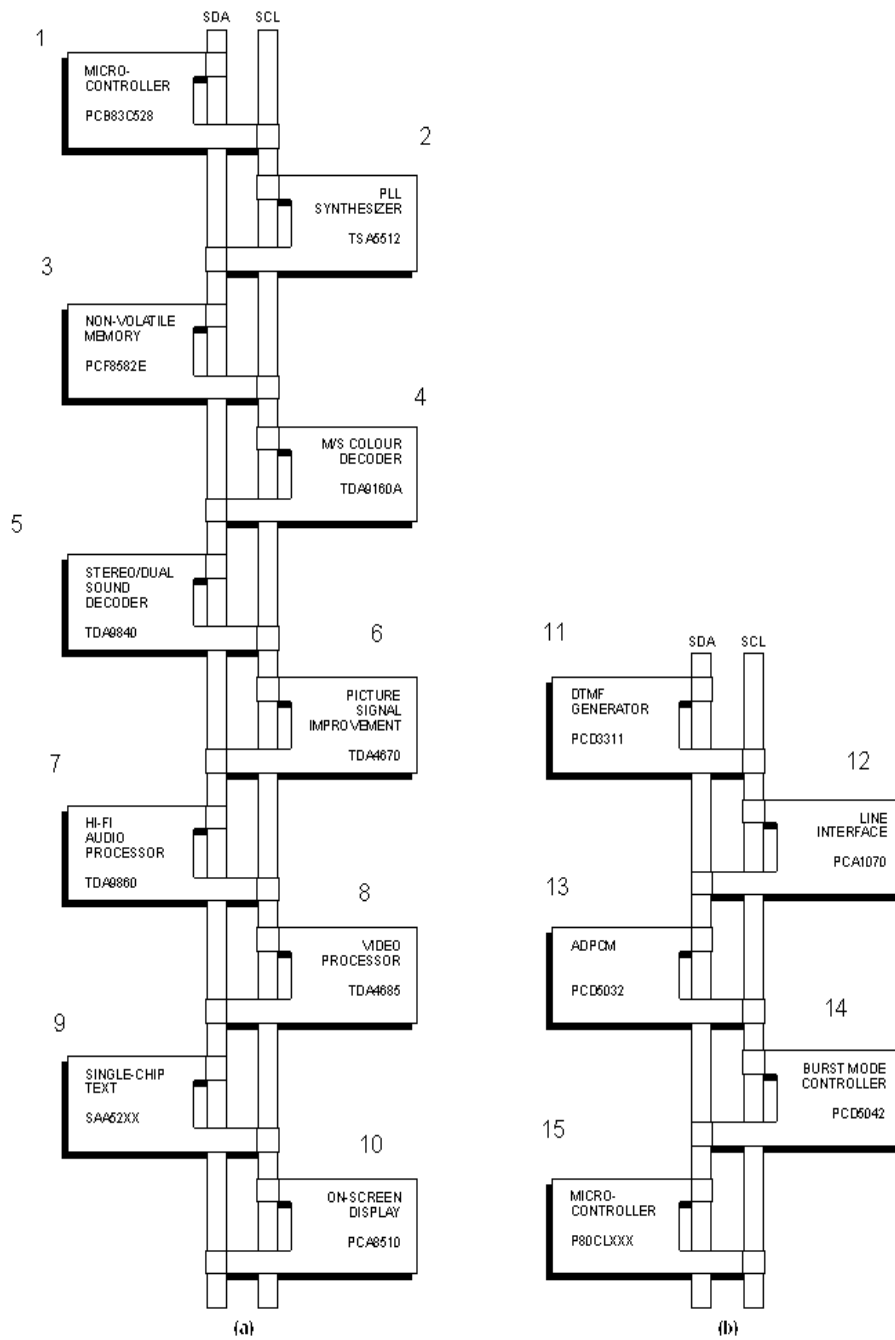 SDA SCL
1
MICRO-
CONTROLLER
PCB83C528
2
PLL
SYNTHESIZER
TSA5512
3
NON-VOLATILE
MEMORY
PCF8582E
4
M/S COLOUR
DECODER
TDA9160A
5
STEREO/DUAL
SOUND
DECODER
TDA9840
6
PICTURE
SIGNAL
IMPROVEMENT
TDA4670
7
HI-FI
AUDIO
PROCESSOR
TDA9860
8
VIDEO
PROCESSOR
TDA4685
9
SINGLE-CHIP
TEXT
SAA52XX
10
ON-SCREEN
DISPLAY
PCA8510
(a)
SDA SCL
11
DTMF
GENERATOR
PCD3311
12
LINE
INTERFACE
PCA1070
13
ADPCM
PCD5032
14
BURST MODE
CONTROLLER
PCD5042
15
MICRO-
CONTROLLER
P80CLXXX
(b)